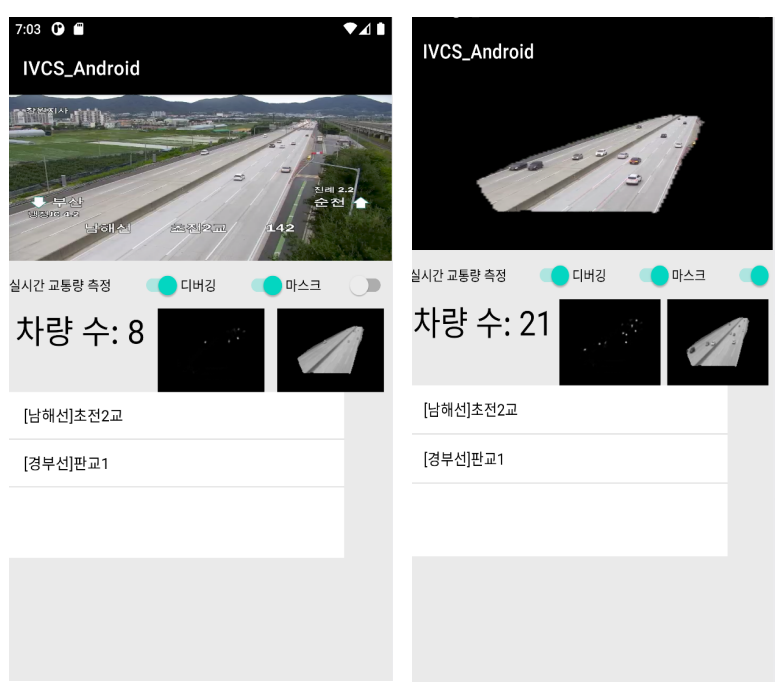 7:03
IVCS_Android
창원지사
부산
진례 2.2
순천
남해선 초전2교 142
실시간 교통량 측정 디버깅 마스크
차량 수: 8
[남해선]초전2교
[경부선]판교1
IVCS_Android
실시간 교통량 측정 디버깅 마스크
차량 수: 21
[남해선]초전2교
[경부선]판교1